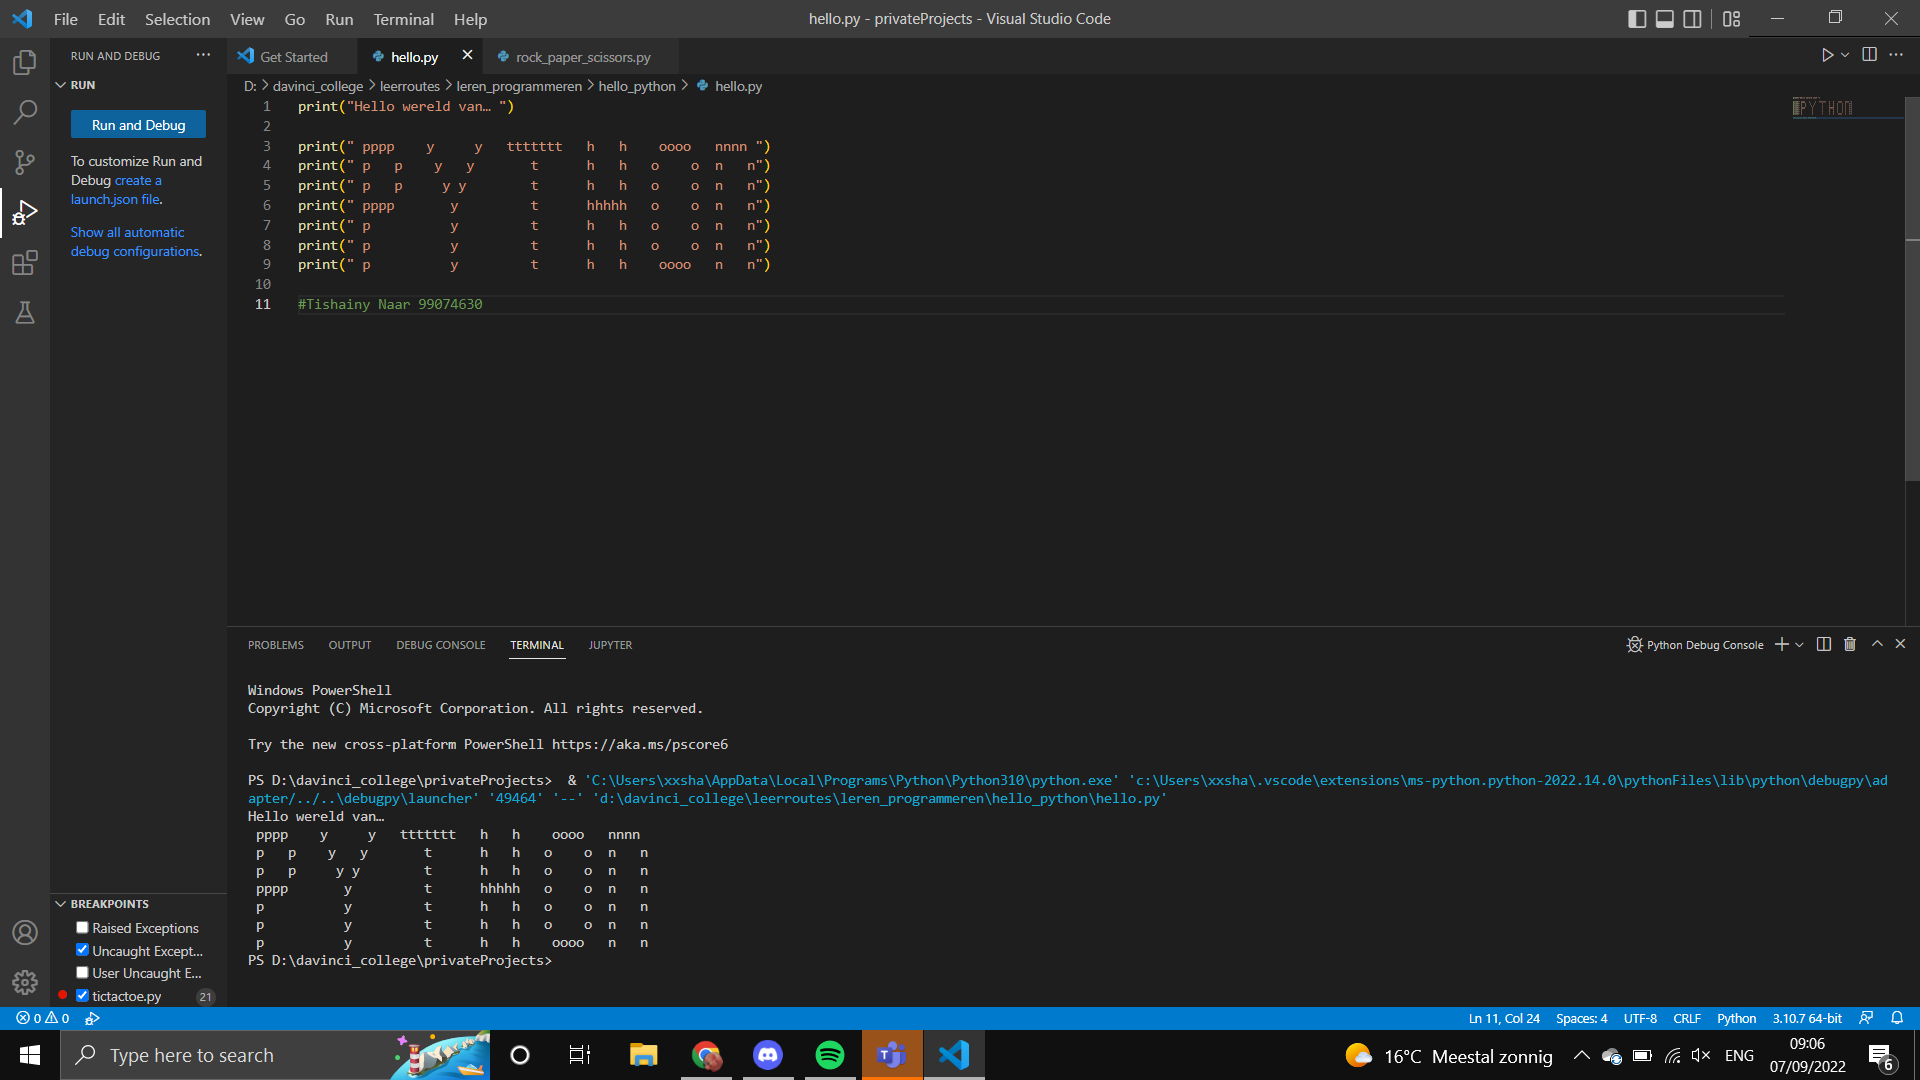 File Edit Selection View Go Run Terminal Help
hello.py - privateProjects - Visual Studio Code
RUN AND DEBUG ···
Get Started
hello.py
rock_paper_scissors.py
RUN
Run and Debug
To customize Run and
Debug create a
launch.json file.
Show all automatic
debug configurations.
D: > davinci_college > leerroutes > leren_programmeren > hello_python > hello.py
1 print("Hello wereld van… ")
2
3 print(" pppp    y     y   ttttttt   h   h    oooo   nnnn ")
4 print(" p   p    y   y       t      h   h   o    o  n   n")
5 print(" p   p     y y        t      h   h   o    o  n   n")
6 print(" pppp       y         t      hhhhh   o    o  n   n")
7 print(" p          y         t      h   h   o    o  n   n")
8 print(" p          y         t      h   h   o    o  n   n")
9 print(" p          y         t      h   h    oooo   n   n")
10
11 #Tishainy Naar 99074630
PYTHON
PROBLEMS OUTPUT DEBUG CONSOLE TERMINAL JUPYTER
Python Debug Console
Windows PowerShell
Copyright (C) Microsoft Corporation. All rights reserved.
Try the new cross-platform PowerShell https://aka.ms/pscore6
PS D:\davinci_college\privateProjects>  & 'C:\Users\xxsha\AppData\Local\Programs\Python\Python310\python.exe' 'c:\Users\xxsha\.vscode\extensions\ms-python.python-2022.14.0\pythonFiles\lib\python\debugpy\ad
apter/../..\debugpy\launcher' '49464' '--' 'd:\davinci_college\leerroutes\leren_programmeren\hello_python\hello.py'
Hello wereld van…
 pppp    y     y   ttttttt   h   h    oooo   nnnn
 p   p    y   y       t      h   h   o    o  n   n
 p   p     y y        t      h   h   o    o  n   n
 pppp       y         t      hhhhh   o    o  n   n
 p          y         t      h   h   o    o  n   n
 p          y         t      h   h   o    o  n   n
 p          y         t      h   h    oooo   n   n
PS D:\davinci_college\privateProjects>
BREAKPOINTS
Raised Exceptions
Uncaught Except...
User Uncaught E...
tictactoe.py 21
0 0
Ln 11, Col 24 Spaces: 4 UTF-8 CRLF Python 3.10.7 64-bit
Type here to search
16°C Meestal zonnig
ENG
09:06
07/09/2022
6